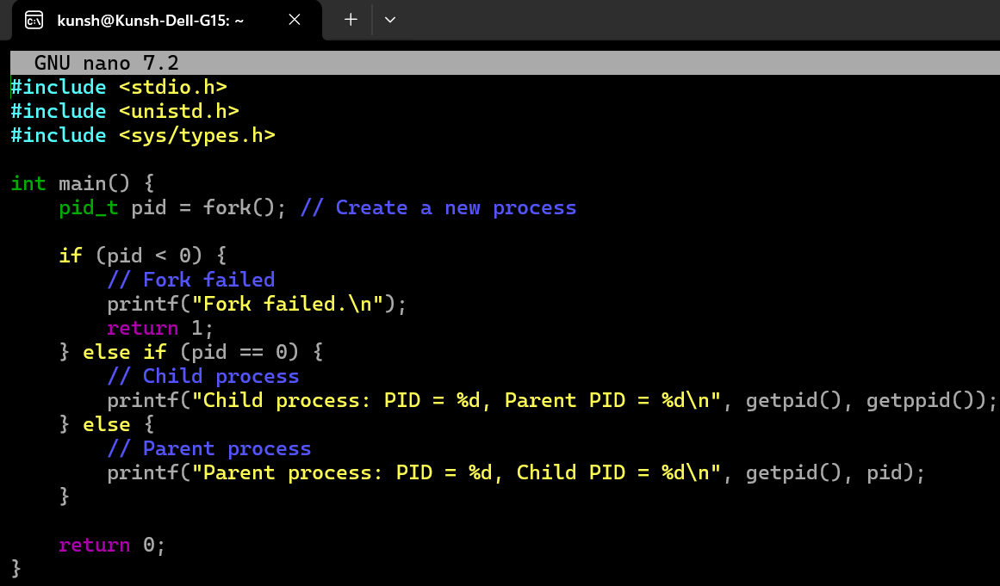 kunsh@Kunsh-Dell-G15: ~
GNU nano 7.2
#include <stdio.h>
#include <unistd.h>
#include <sys/types.h>

int main() {
    pid_t pid = fork(); // Create a new process

    if (pid < 0) {
        // Fork failed
        printf("Fork failed.\n");
        return 1;
    } else if (pid == 0) {
        // Child process
        printf("Child process: PID = %d, Parent PID = %d\n", getpid(), getppid());
    } else {
        // Parent process
        printf("Parent process: PID = %d, Child PID = %d\n", getpid(), pid);
    }

    return 0;
}